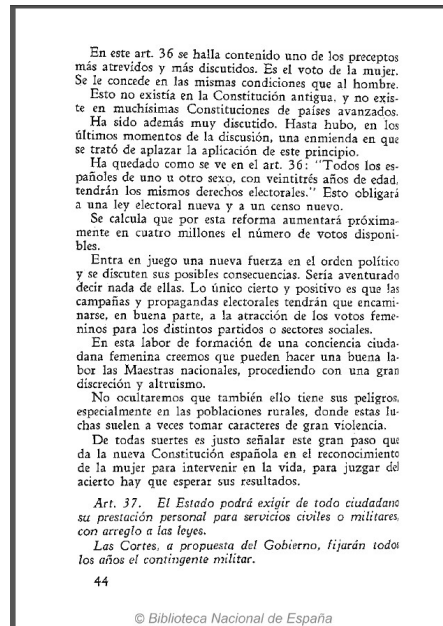 En este art. 36 se halla contenido uno de los preceptos
más atrevidos y más discutidos. Es el voto de la mujer.
Se le concede en las mismas condiciones que al hombre.
Esto no existía en la Constitución antigua, y no exis-
te en muchísimas Constituciones de países avanzados.
Ha sido además muy discutido. Hasta hubo, en los
últimos momentos de la discusión, una enmienda en que
se trató de aplazar la aplicación de este principio.
Ha quedado como se ve en el art. 36: "Todos los es-
pañoles de uno u otro sexo, con veintitrés años de edad,
tendrán los mismos derechos electorales." Esto obligará
a una ley electoral nueva y a un censo nuevo.
Se calcula que por esta reforma aumentará próxima-
mente en cuatro millones el número de votos disponi-
bles.
Entra en juego una nueva fuerza en el orden político
y se discuten sus posibles consecuencias. Sería aventurado
decir nada de ellas. Lo único cierto y positivo es que las
campañas y propagandas electorales tendrán que encami-
narse, en buena parte, a la atracción de los votos feme-
ninos para los distintos partidos o sectores sociales.
En esta labor de formación de una conciencia ciuda-
dana femenina creemos que pueden hacer una buena la-
bor las Maestras nacionales, procediendo con una gran
discreción y altruismo.
No ocultaremos que también ello tiene sus peligros,
especialmente en las poblaciones rurales, donde estas lu-
chas suelen a veces tomar caracteres de gran violencia.
De todas suertes es justo señalar este gran paso que
da la nueva Constitución española en el reconocimiento
de la mujer para intervenir en la vida, para juzgar del
acierto hay que esperar sus resultados.
Art. 37. El Estado podrá exigir de todo ciudadano
su prestación personal para servicios civiles o militares,
con arreglo a las leyes.
Las Cortes, a propuesta del Gobierno, fijarán todos
los años el contingente militar.
44
© Biblioteca Nacional de España